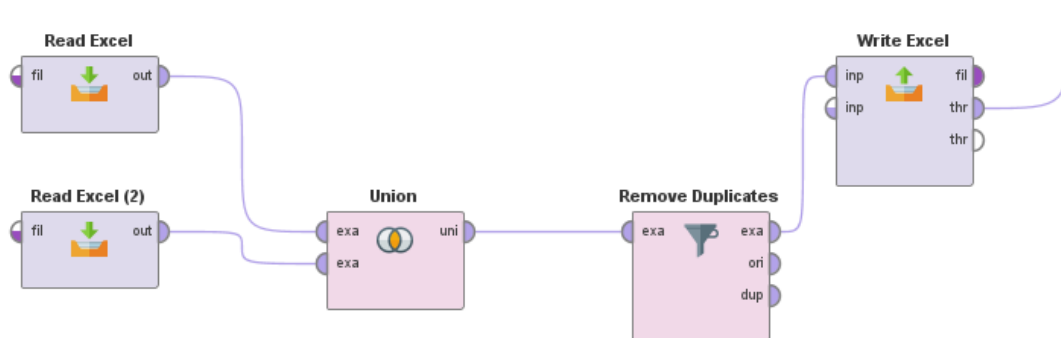 Read Excel
fil out
Read Excel (2)
fil out
Union
exa uni
exa
Remove Duplicates
exa exa
ori
dup
Write Excel
inp fil
inp thr
thr